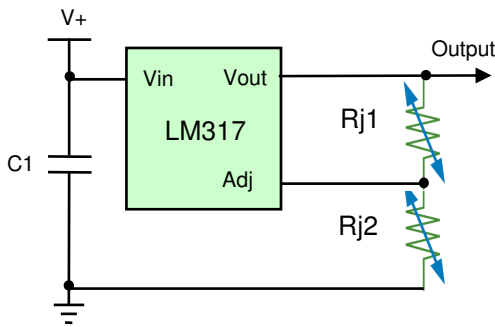 V+
Output
Vin
Vout
LM317
Rj1
C1
Adj
Rj2